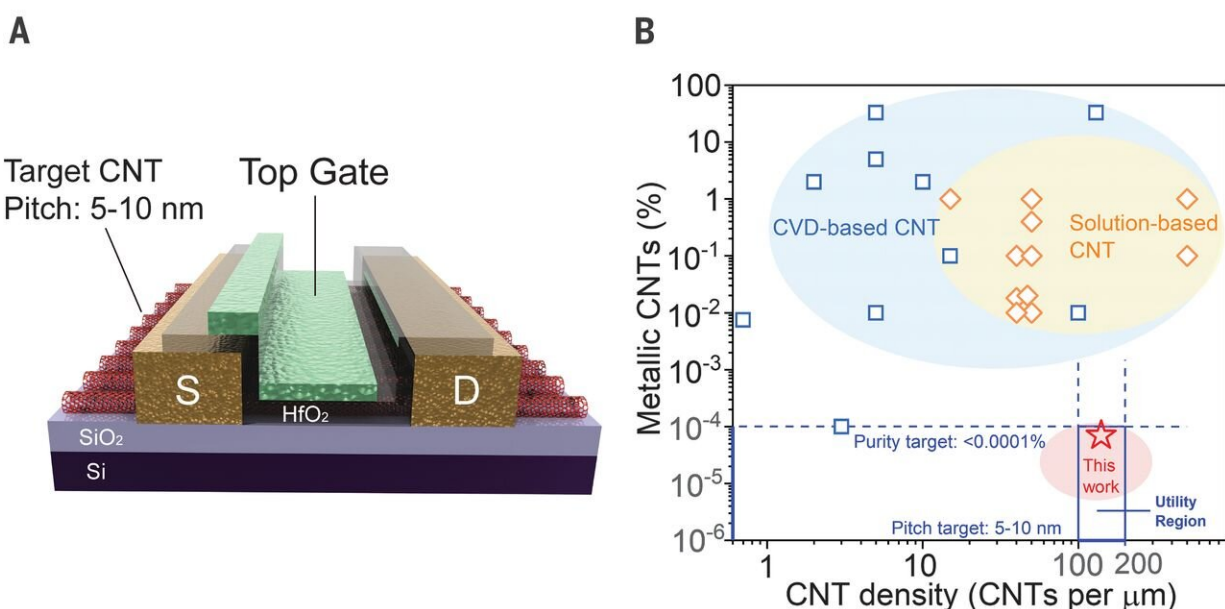 A
Target CNT
Pitch: 5-10 nm
Top Gate
S
D
HfO₂
SiO₂
Si
B
Metallic CNTs (%)
100
10
1
10⁻¹
10⁻²
10⁻³
10⁻⁴
10⁻⁵
10⁻⁶
CVD-based CNT
Solution-based
CNT
Purity target: <0.0001%
This
work
Pitch target: 5-10 nm
Utility
Region
1
10
100
200
CNT density (CNTs per μm)